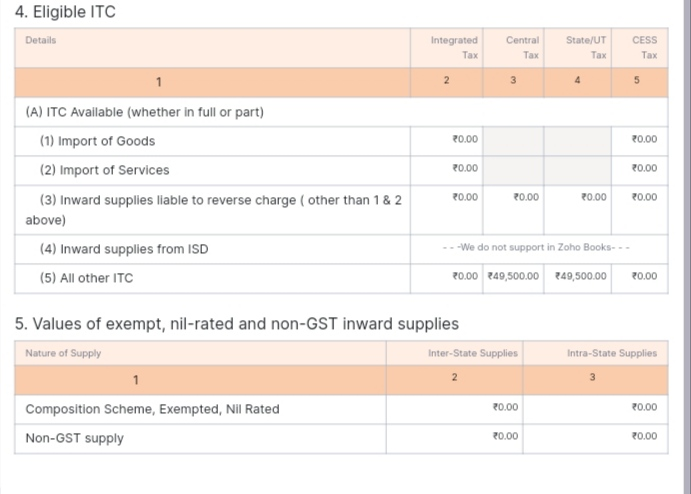 4. Eligible ITC
Details Integrated Tax Central Tax State/UT Tax CESS Tax
1 2 3 4 5
(A) ITC Available (whether in full or part)
(1) Import of Goods ₹0.00 ₹0.00
(2) Import of Services ₹0.00 ₹0.00
(3) Inward supplies liable to reverse charge ( other than 1 & 2 ₹0.00 ₹0.00 ₹0.00 ₹0.00
above)
(4) Inward supplies from ISD - - -We do not support in Zoho Books- - -
(5) All other ITC ₹0.00 ₹49,500.00 ₹49,500.00 ₹0.00
5. Values of exempt, nil-rated and non-GST inward supplies
Nature of Supply Inter-State Supplies Intra-State Supplies
1 2 3
Composition Scheme, Exempted, Nil Rated ₹0.00 ₹0.00
Non-GST supply ₹0.00 ₹0.00